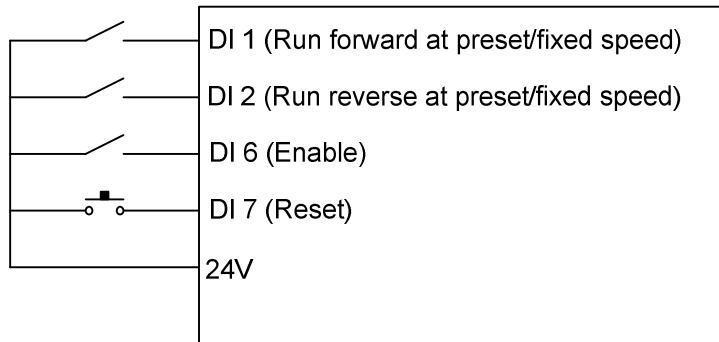 DI 1 (Run forward at preset/fixed speed)
DI 2 (Run reverse at preset/fixed speed)
DI 6 (Enable)
DI 7 (Reset)
24V